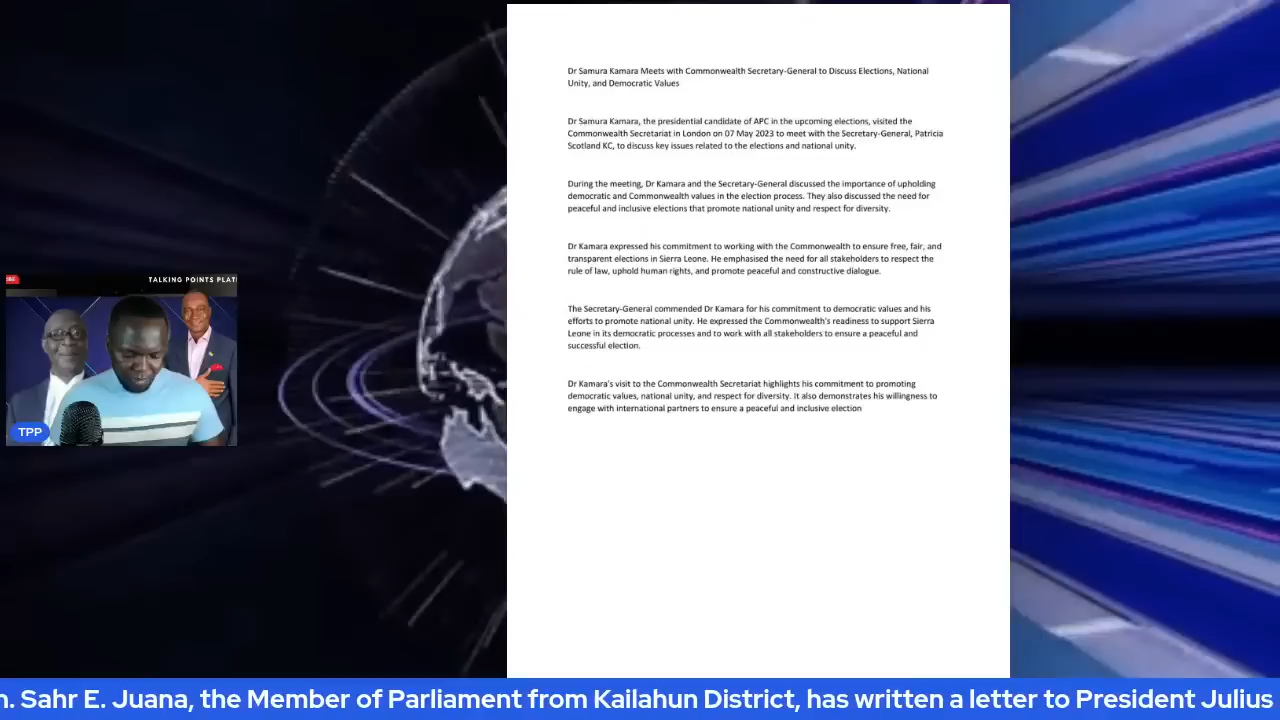 Dr Samura Kamara Meets with Commonwealth Secretary-General to Discuss Elections, National
Unity, and Democratic Values
Dr Samura Kamara, the presidential candidate of APC in the upcoming elections, visited the
Commonwealth Secretariat in London on 07 May 2023 to meet with the Secretary-General, Patricia
Scotland KC, to discuss key issues related to the elections and national unity.
During the meeting, Dr Kamara and the Secretary-General discussed the importance of upholding
democratic and Commonwealth values in the election process. They also discussed the need for
peaceful and inclusive elections that promote national unity and respect for diversity.
Dr Kamara expressed his commitment to working with the Commonwealth to ensure free, fair, and
transparent elections in Sierra Leone. He emphasised the need for all stakeholders to respect the
rule of law, uphold human rights, and promote peaceful and constructive dialogue.
The Secretary-General commended Dr Kamara for his commitment to democratic values and his
efforts to promote national unity. He expressed the Commonwealth's readiness to support Sierra
Leone in its democratic processes and to work with all stakeholders to ensure a peaceful and
successful election.
Dr Kamara's visit to the Commonwealth Secretariat highlights his commitment to promoting
democratic values, national unity, and respect for diversity. It also demonstrates his willingness to
engage with international partners to ensure a peaceful and inclusive election
TALKING POINTS PLAT
TPP
n. Sahr E. Juana, the Member of Parliament from Kailahun District, has written a letter to President Julius